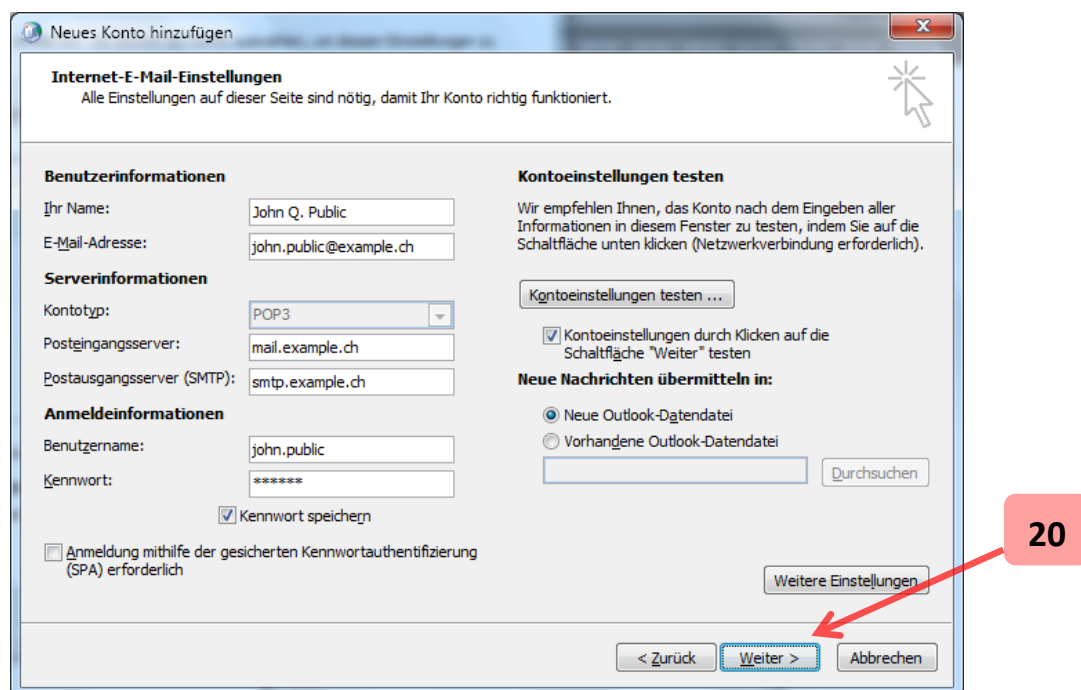 Neues Konto hinzufügen
Internet-E-Mail-Einstellungen
Alle Einstellungen auf dieser Seite sind nötig, damit Ihr Konto richtig funktioniert.
Benutzerinformationen
Ihr Name: John Q. Public
E-Mail-Adresse: john.public@example.ch
Serverinformationen
Kontotyp: POP3
Posteingangsserver: mail.example.ch
Postausgangsserver (SMTP): smtp.example.ch
Anmeldeinformationen
Benutzername: john.public
Kennwort: ******
Kennwort speichern
Anmeldung mithilfe der gesicherten Kennwortauthentifizierung
(SPA) erforderlich
Kontoeinstellungen testen
Wir empfehlen Ihnen, das Konto nach dem Eingeben aller
Informationen in diesem Fenster zu testen, indem Sie auf die
Schaltfläche unten klicken (Netzwerkverbindung erforderlich).
Kontoeinstellungen testen ...
Kontoeinstellungen durch Klicken auf die
Schaltfläche "Weiter" testen
Neue Nachrichten übermitteln in:
Neue Outlook-Datendatei
Vorhandene Outlook-Datendatei
Durchsuchen
Weitere Einstellungen
20
< Zurück
Weiter >
Abbrechen